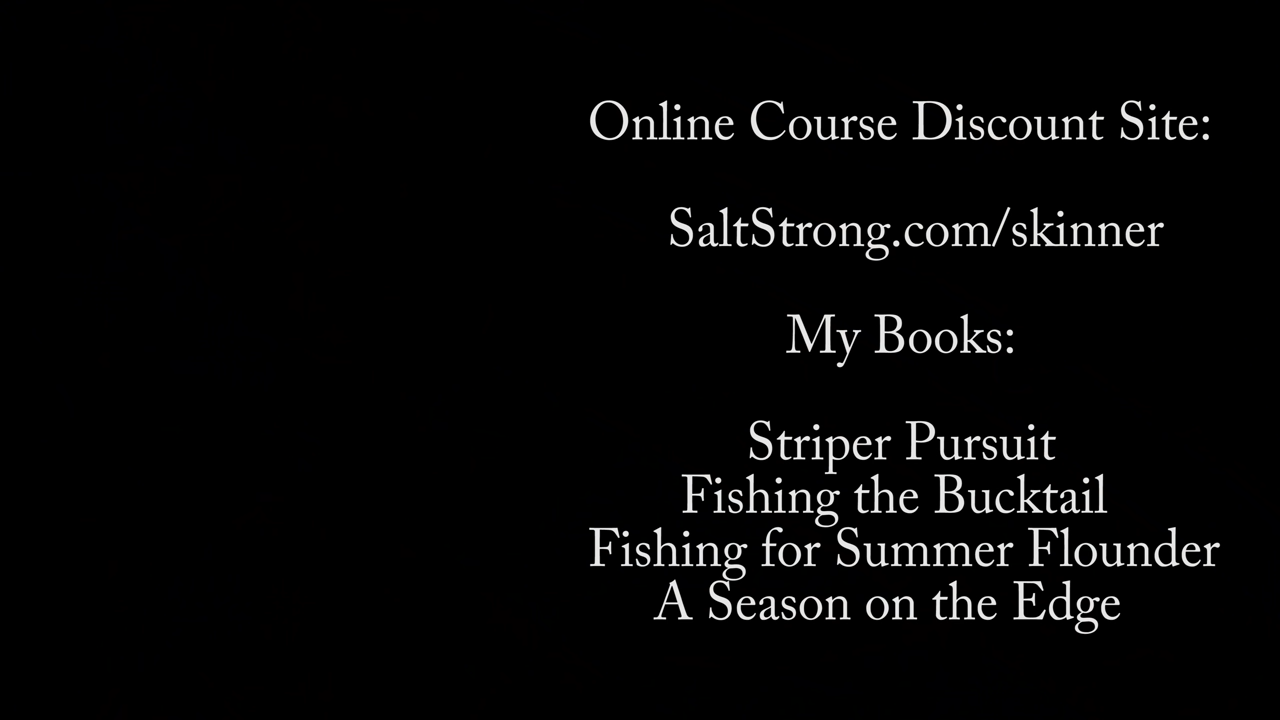 Online Course Discount Site:
SaltStrong.com/skinner
My Books:
Striper Pursuit
Fishing the Bucktail
Fishing for Summer Flounder
A Season on the Edge